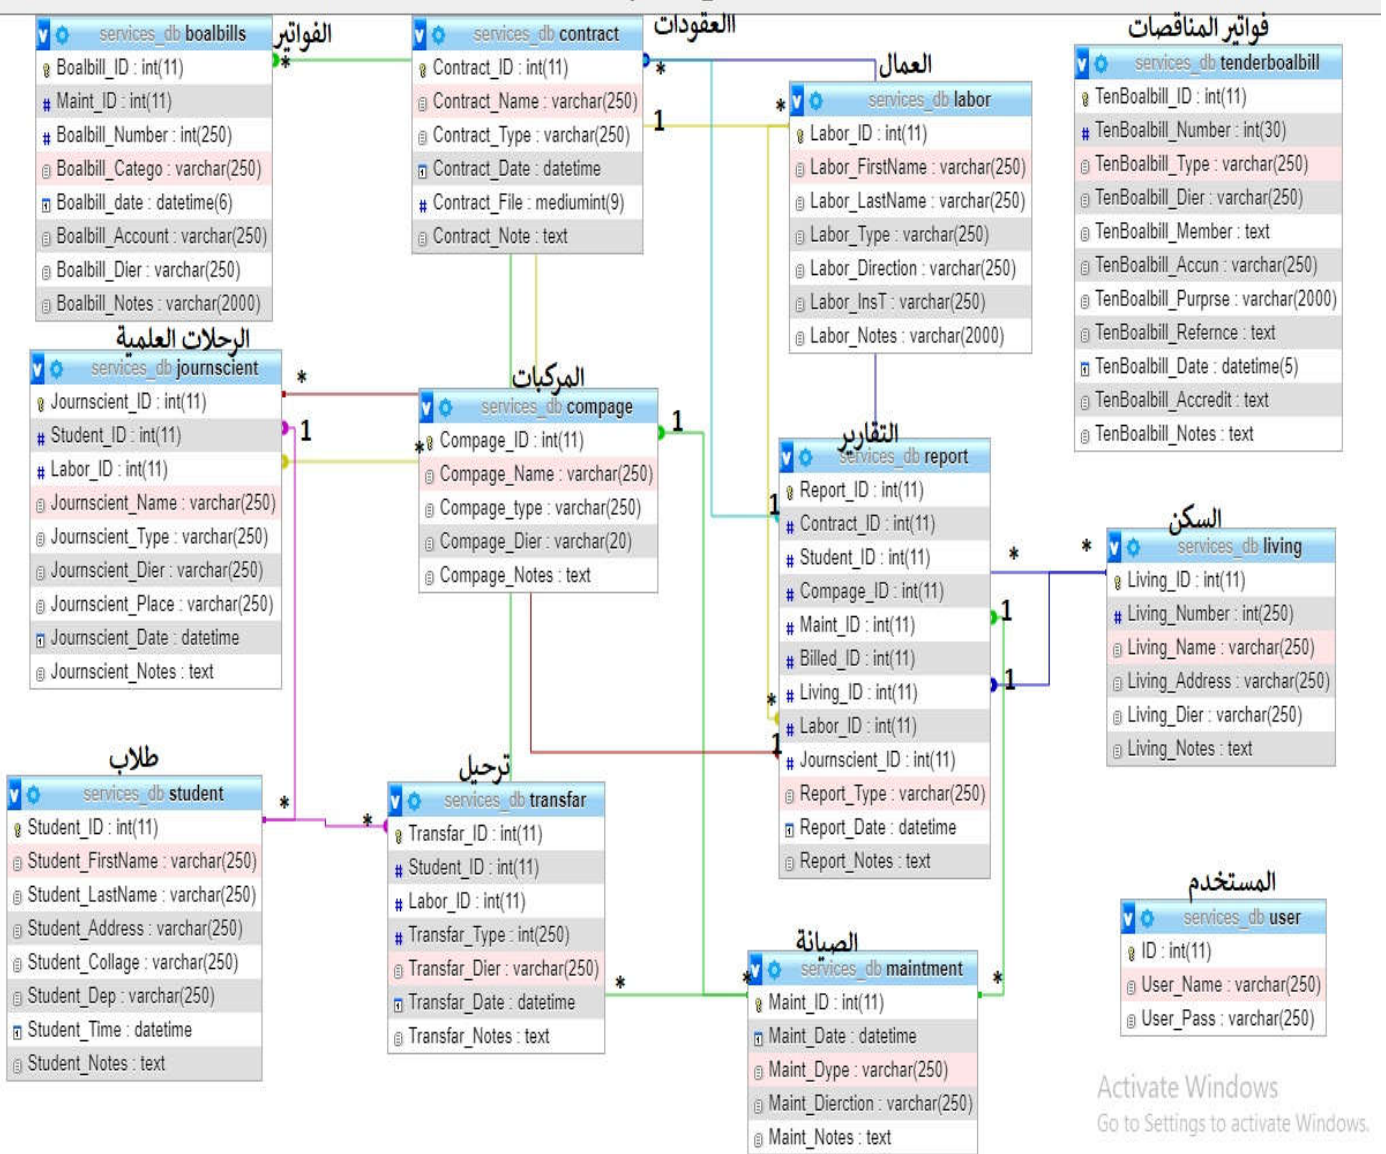 الفواتير
services_db boalbills
Boalbill_ID : int(11)
Maint_ID : int(11)
Boalbill_Number : int(250)
Boalbill_Catego : varchar(250)
Boalbill_date : datetime(6)
Boalbill_Account : varchar(250)
Boalbill_Dier : varchar(250)
Boalbill_Notes : varchar(2000)
*
االعقودات
services_db contract
Contract_ID : int(11)
Contract_Name : varchar(250)
Contract_Type : varchar(250)
Contract_Date : datetime
Contract_File : mediumint(9)
Contract_Note : text
*
1
العمال
*
services_db labor
Labor_ID : int(11)
Labor_FirstName : varchar(250)
Labor_LastName : varchar(250)
Labor_Type : varchar(250)
Labor_Direction : varchar(250)
Labor_InsT : varchar(250)
Labor_Notes : varchar(2000)
فواتير المناقصات
services_db tenderboalbill
TenBoalbill_ID : int(11)
TenBoalbill_Number : int(30)
TenBoalbill_Type : varchar(250)
TenBoalbill_Dier : varchar(250)
TenBoalbill_Member : text
TenBoalbill_Accun : varchar(250)
TenBoalbill_Purprse : varchar(2000)
TenBoalbill_Refernce : text
TenBoalbill_Date : datetime(5)
TenBoalbill_Accredit : text
TenBoalbill_Notes : text
الرحلات العلمية
services_db journscient
Journscient_ID : int(11)
Student_ID : int(11)
Labor_ID : int(11)
Journscient_Name : varchar(250)
Journscient_Type : varchar(250)
Journscient_Dier : varchar(250)
Journscient_Place : varchar(250)
Journscient_Date : datetime
Journscient_Notes : text
*
1
المركبات
services_db compage
*
Compage_ID : int(11)
Compage_Name : varchar(250)
Compage_type : varchar(250)
Compage_Dier : varchar(20)
Compage_Notes : text
1
التقارير
services_db report
Report_ID : int(11)
Contract_ID : int(11)
Student_ID : int(11)
Compage_ID : int(11)
Maint_ID : int(11)
Billed_ID : int(11)
Living_ID : int(11)
Labor_ID : int(11)
Journscient_ID : int(11)
Report_Type : varchar(250)
Report_Date : datetime
Report_Notes : text
1
*
1
*
1
1
*
السكن
services_db living
Living_ID : int(11)
Living_Number : int(250)
Living_Name : varchar(250)
Living_Address : varchar(250)
Living_Dier : varchar(250)
Living_Notes : text
طلاب
services_db student
Student_ID : int(11)
Student_FirstName : varchar(250)
Student_LastName : varchar(250)
Student_Address : varchar(250)
Student_Collage : varchar(250)
Student_Dep : varchar(250)
Student_Time : datetime
Student_Notes : text
*
*
ترحيل
services_db transfar
Transfar_ID : int(11)
Student_ID : int(11)
Labor_ID : int(11)
Transfar_Type : int(250)
Transfar_Dier : varchar(250)
Transfar_Date : datetime
Transfar_Notes : text
*
الصيانة
*
services_db maintment
Maint_ID : int(11)
Maint_Date : datetime
Maint_Dype : varchar(250)
Maint_Dierction : varchar(250)
Maint_Notes : text
*
المستخدم
services_db user
ID : int(11)
User_Name : varchar(250)
User_Pass : varchar(250)
Activate Windows
Go to Settings to activate Windows.